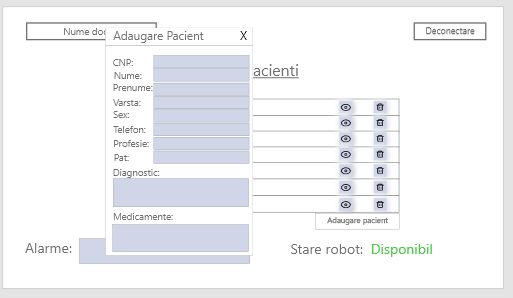 Nume do
Deconectare
Adaugare Pacient X
acienti
CNP:
Nume:
Prenume:
Varsta:
Sex:
Telefon:
Profesie:
Pat:
Diagnostic:
Medicamente:
Adaugare pacient
Alarme:
Stare robot: Disponibil